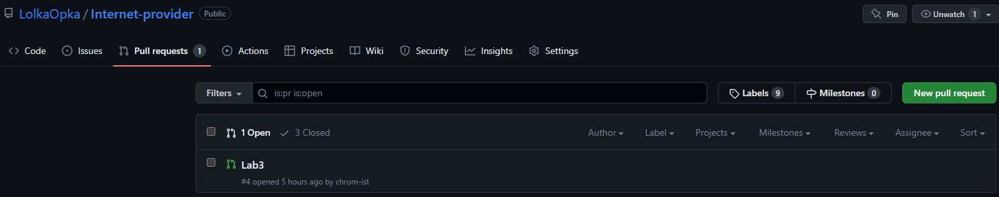 LolkaOpka / Internet-provider Public Pin Unwatch 1
Code Issues Pull requests 1 Actions Projects Wiki Security Insights Settings
Filters is:pr is:open Labels 9 Milestones 0 New pull request
1 Open 3 Closed Author Label Projects Milestones Reviews Assignee Sort
Lab3
#4 opened 5 hours ago by chrom-ist